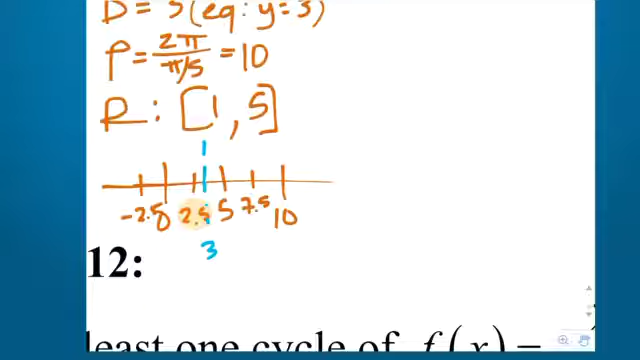 D = 3 (eq: y=3)
P = 2π / π/5 = 10
R : [1, 5]
-2.5 0 2.5 5 7.5 10
3
12:
least one cycle of f(x) =